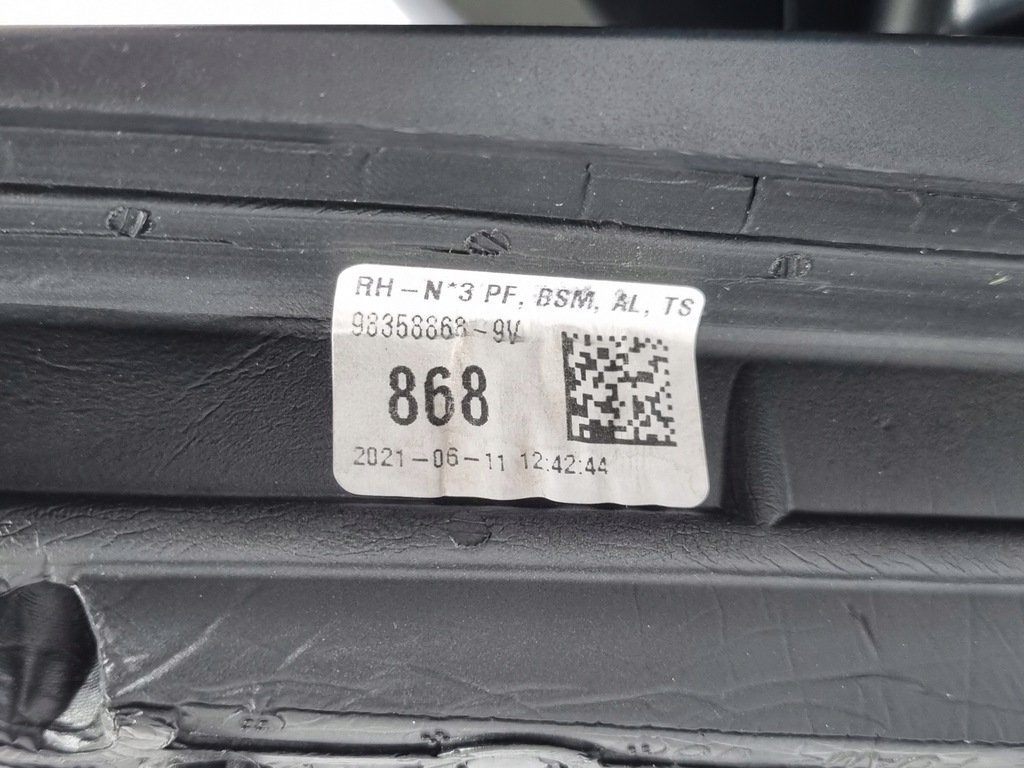 RH-N*3 PF, BSM, AL, TS
98358868-9V
868
2021-06-11 12:42:44